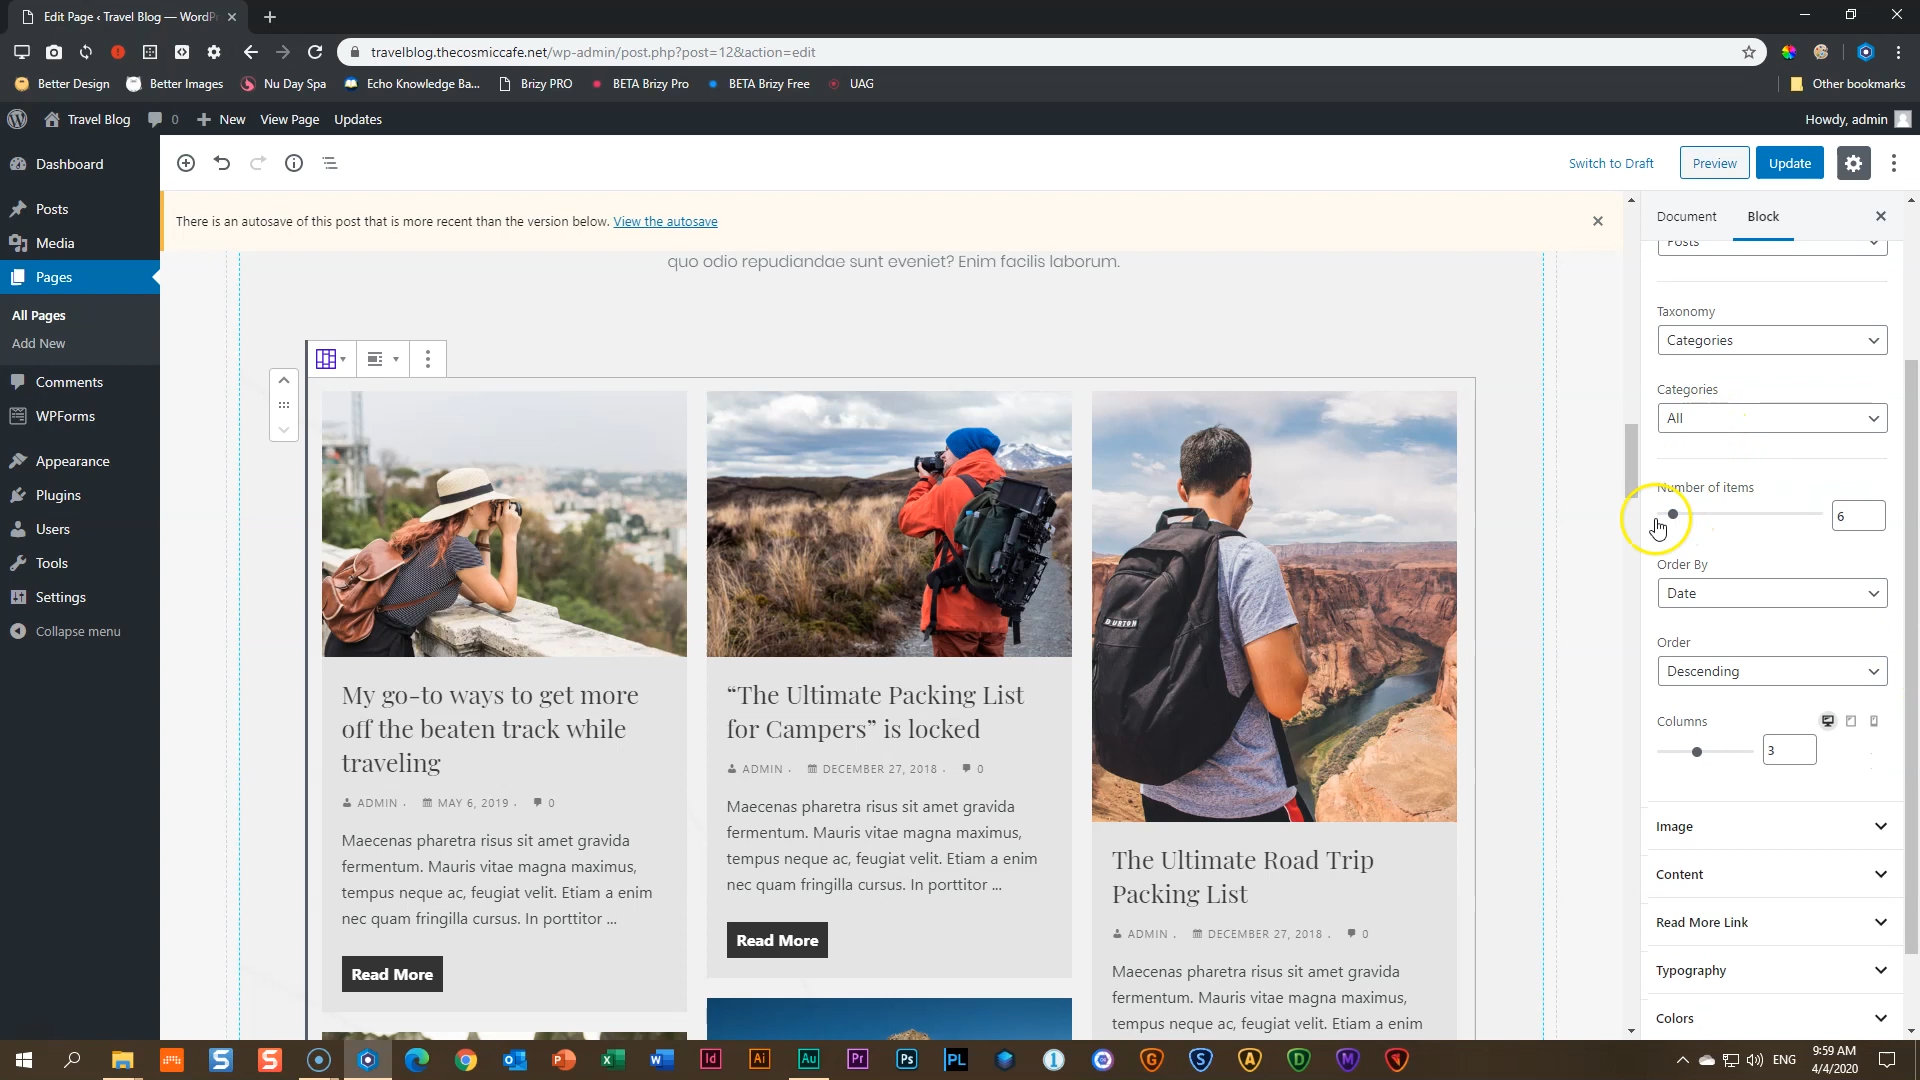 Edit Page ‹ Travel Blog — WordPr
travelblog.thecosmiccafe.net/wp-admin/post.php?post=12&action=edit
Better Design
Better Images
Nu Day Spa
Echo Knowledge Ba...
Brizy PRO
BETA Brizy Pro
BETA Brizy Free
UAG
Other bookmarks
Travel Blog
0
New
View Page
Updates
Howdy, admin
Dashboard
Posts
Media
Pages
All Pages
Add New
Comments
WPForms
Appearance
Plugins
Users
Tools
Settings
Collapse menu
Switch to Draft
Preview
Update
There is an autosave of this post that is more recent than the version below. View the autosave
quo odio repudiandae sunt eveniet? Enim facilis laborum.
BURTON
My go-to ways to get more
off the beaten track while
traveling
ADMIN . MAY 6, 2019 . 0
Maecenas pharetra risus sit amet gravida
fermentum. Mauris vitae magna maximus,
tempus neque ac, feugiat velit. Etiam a enim
nec quam fringilla cursus. In porttitor ...
Read More
“The Ultimate Packing List
for Campers” is locked
ADMIN . DECEMBER 27, 2018 . 0
Maecenas pharetra risus sit amet gravida
fermentum. Mauris vitae magna maximus,
tempus neque ac, feugiat velit. Etiam a enim
nec quam fringilla cursus. In porttitor ...
Read More
The Ultimate Road Trip
Packing List
ADMIN . DECEMBER 27, 2018 . 0
Maecenas pharetra risus sit amet gravida
fermentum. Mauris vitae magna maximus,
tempus neque ac, feugiat velit. Etiam a enim
Document
Block
Posts
Taxonomy
Categories
Categories
All
Number of items
6
Order By
Date
Order
Descending
Columns
3
Image
Content
Read More Link
Typography
Colors
Id
Ai
Au
Pr
Ps
PL
ENG
9:59 AM
4/4/2020